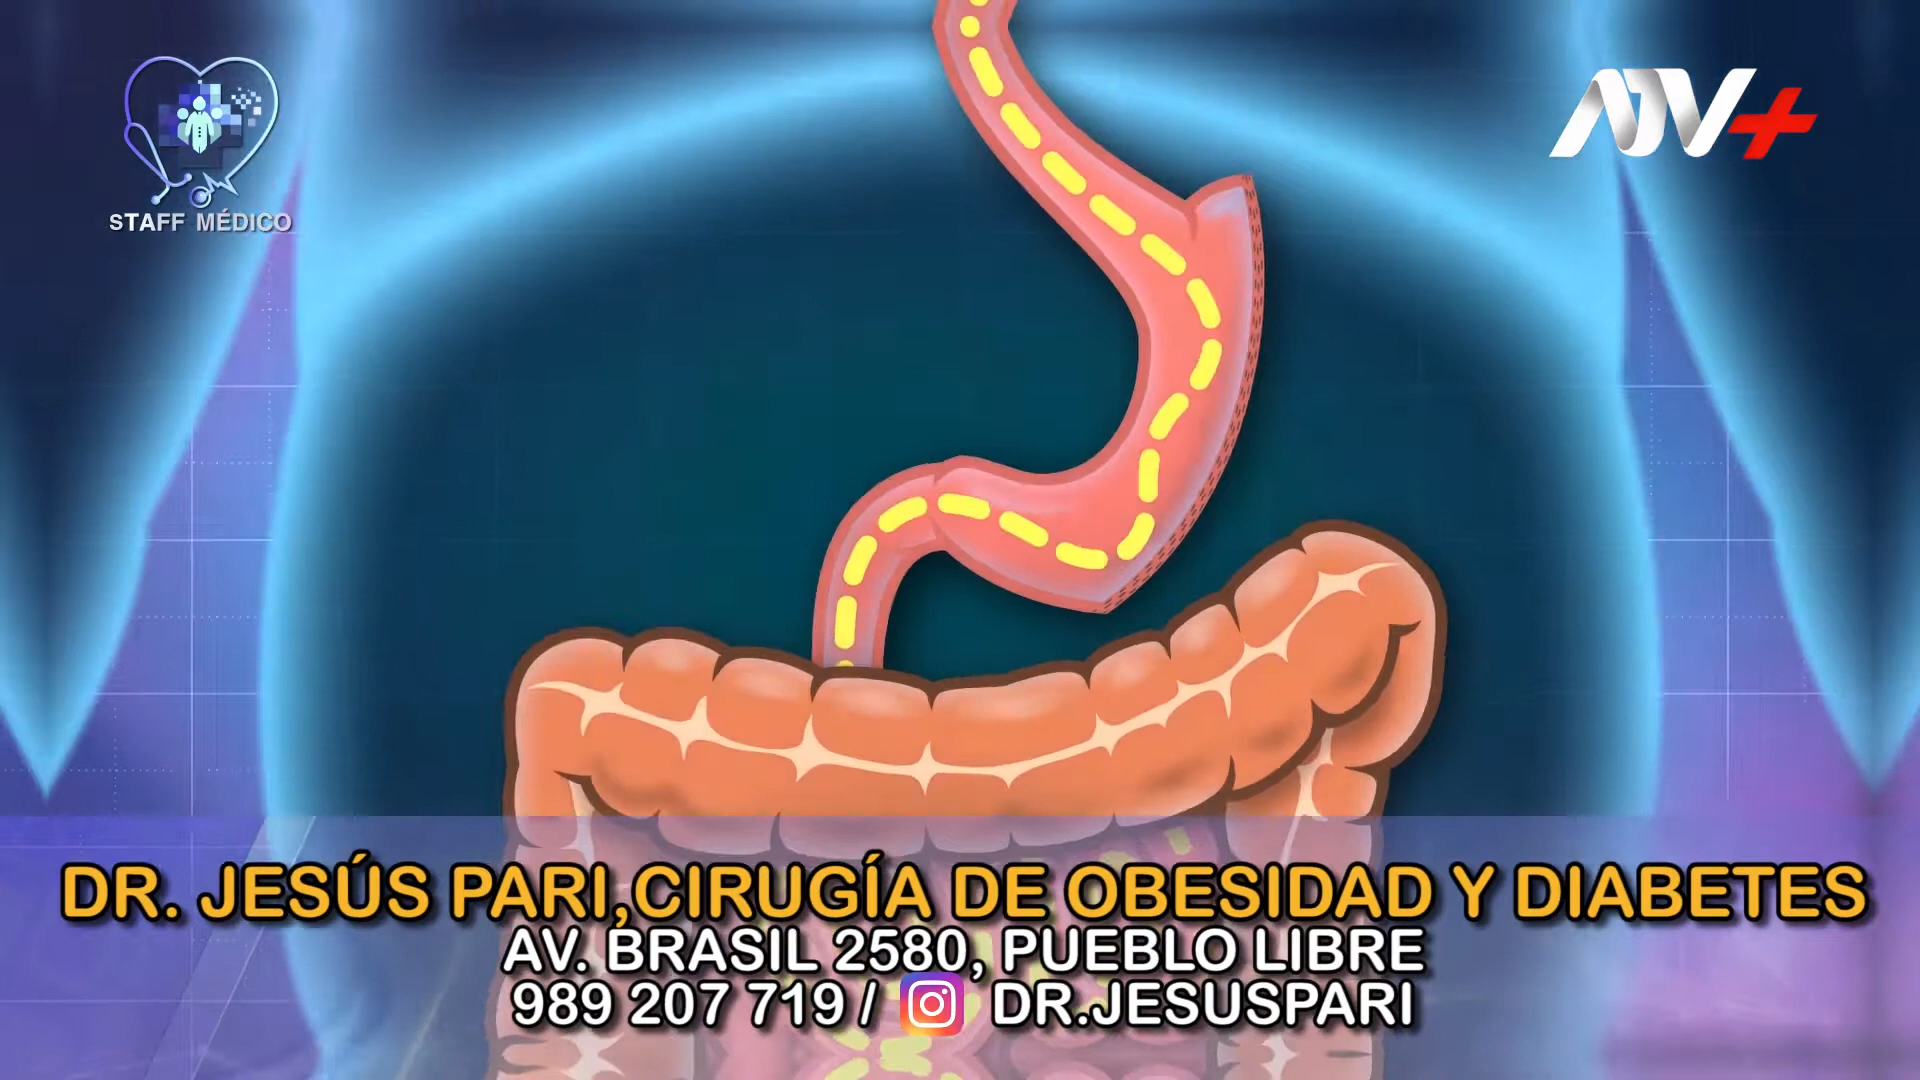 STAFF MÉDICO
ATV+
DR. JESÚS PARI,CIRUGÍA DE OBESIDAD Y DIABETES
AV. BRASIL 2580, PUEBLO LIBRE
989 207 719 / DR.JESUSPARI